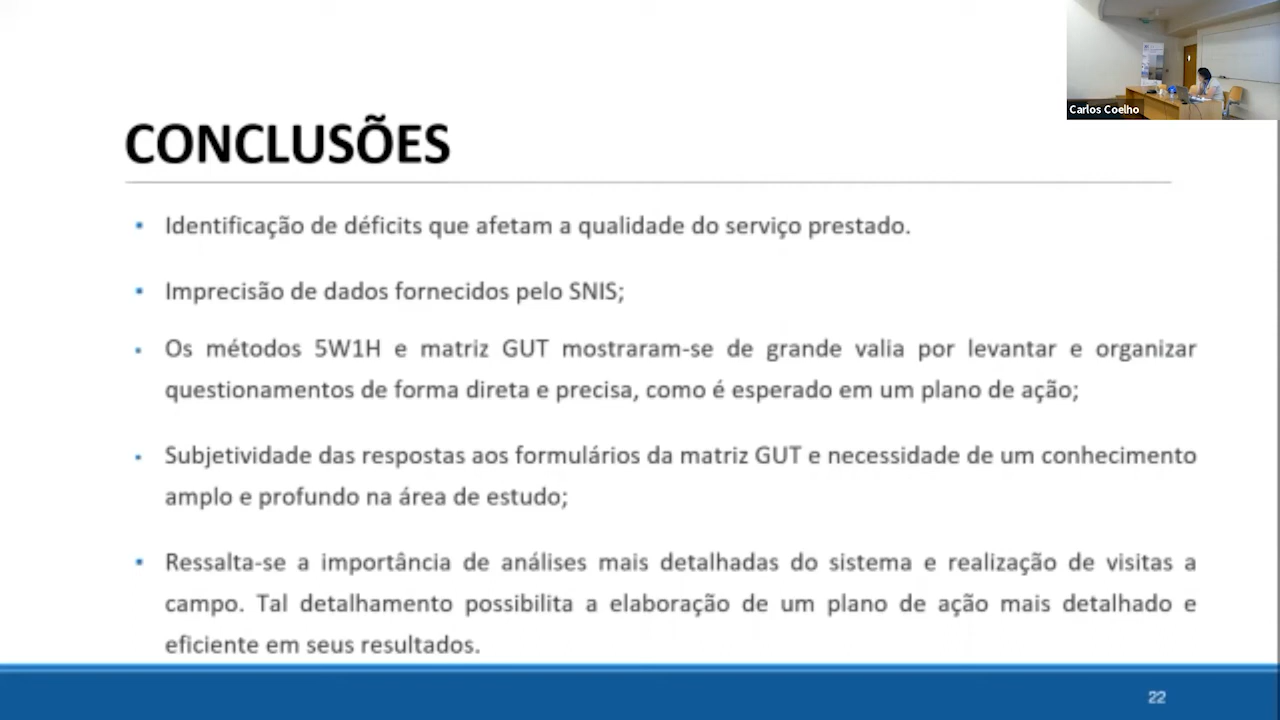 Carlos Coelho
CONCLUSÕES
• Identificação de déficits que afetam a qualidade do serviço prestado.
• Imprecisão de dados fornecidos pelo SNIS;
• Os métodos 5W1H e matriz GUT mostraram-se de grande valia por levantar e organizar
questionamentos de forma direta e precisa, como é esperado em um plano de ação;
• Subjetividade das respostas aos formulários da matriz GUT e necessidade de um conhecimento
amplo e profundo na área de estudo;
• Ressalta-se a importância de análises mais detalhadas do sistema e realização de visitas a
campo. Tal detalhamento possibilita a elaboração de um plano de ação mais detalhado e
eficiente em seus resultados.
22